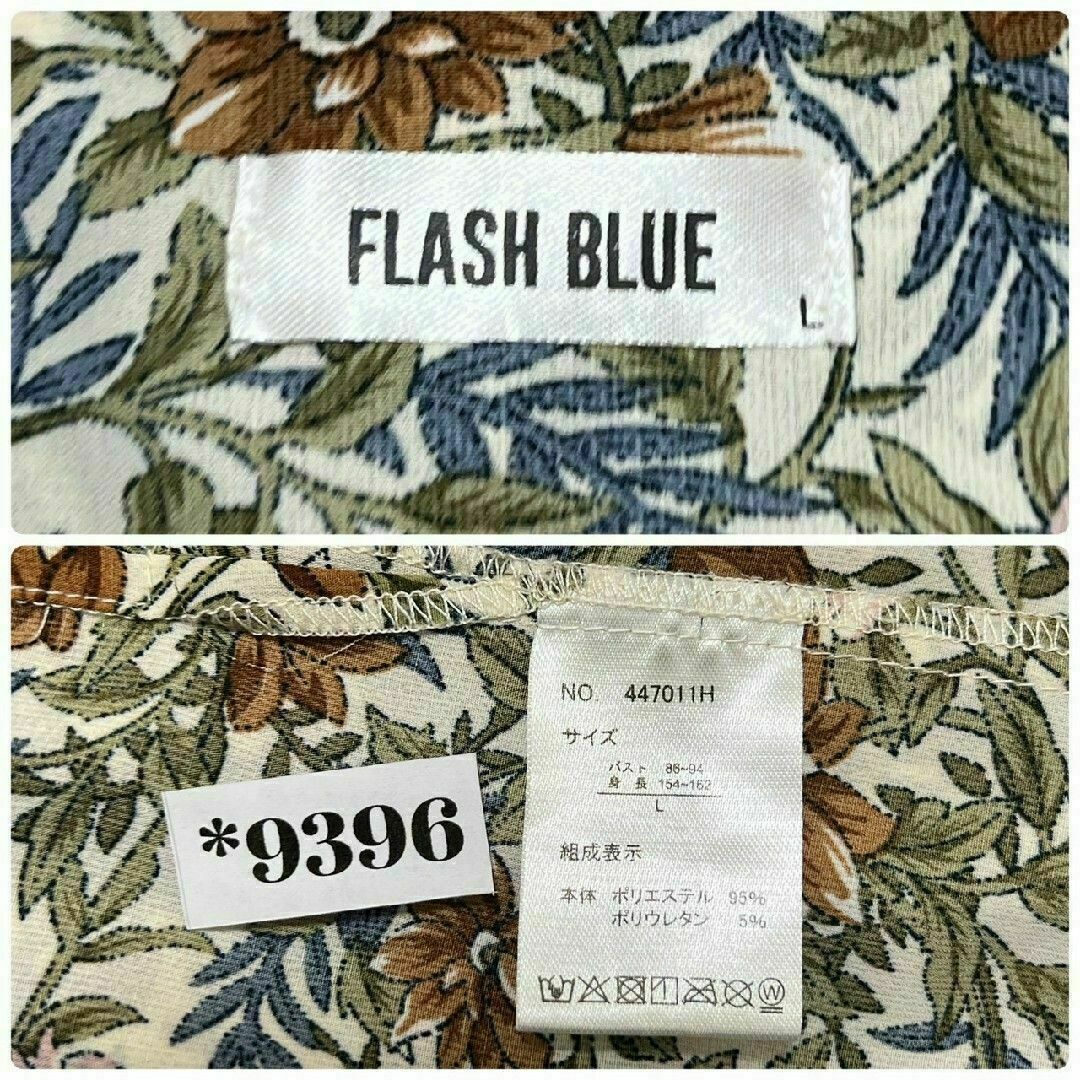 FLASH BLUE
L
NO. 447011H
サイズ
バスト 86~94
身長 154~162
L
*9396
組成表示
本体 ポリエステル 95%
ポリウレタン 5%